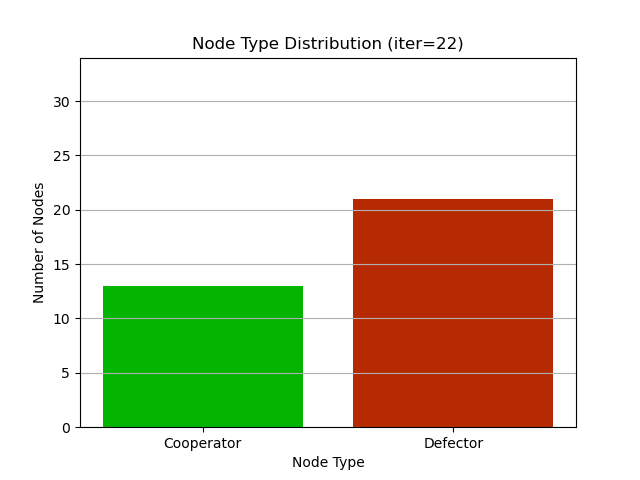 Node Type Distribution (iter=22)
Number of Nodes
30
25
20
15
10
5
0
Cooperator
Defector
Node Type